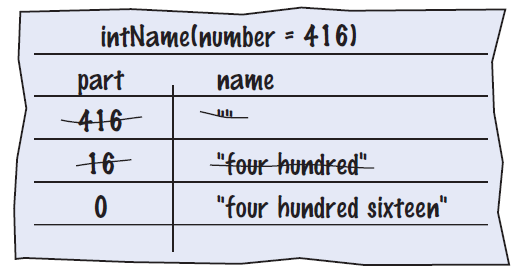 intName(number = 416)
part name
416 ""
16 "four hundred"
0 "four hundred sixteen"